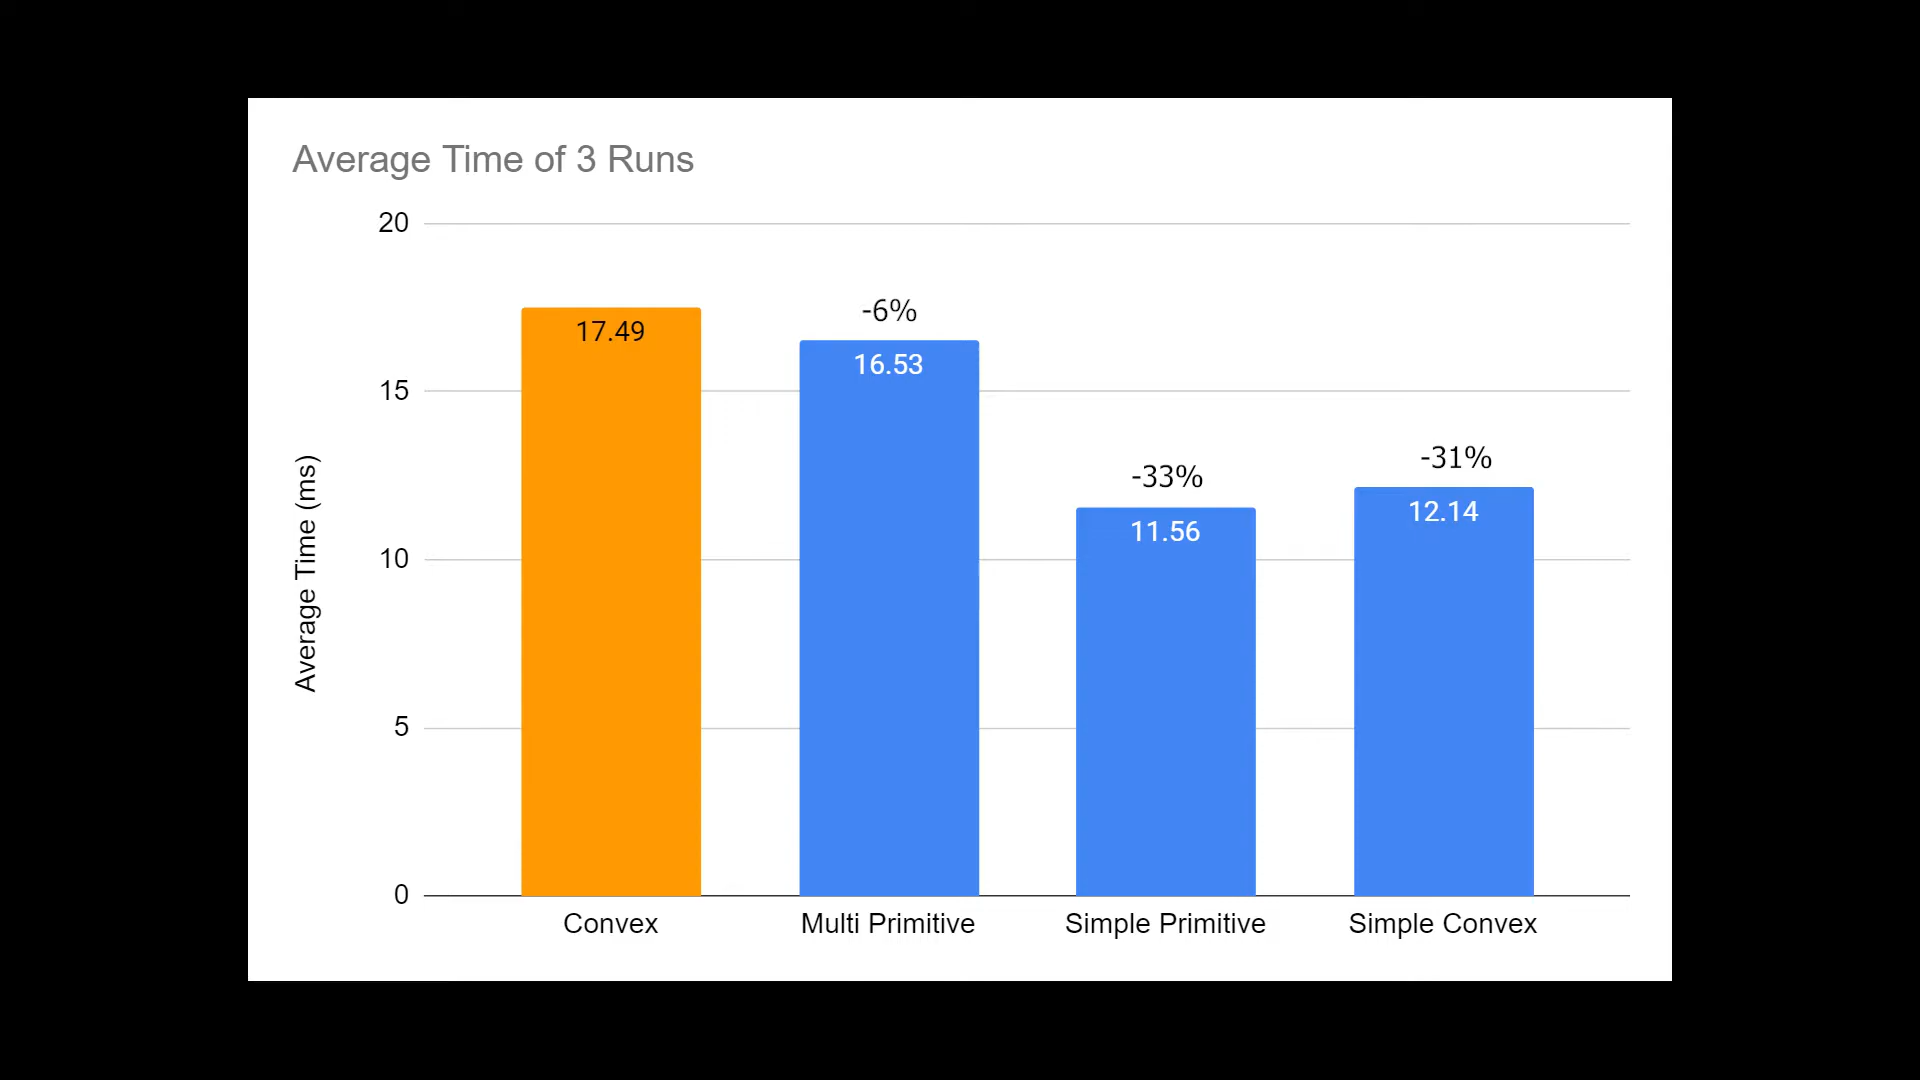 Average Time of 3 Runs
Average Time (ms)
20
15
10
5
0
17.49
-6%
16.53
-33%
11.56
-31%
12.14
Convex
Multi Primitive
Simple Primitive
Simple Convex